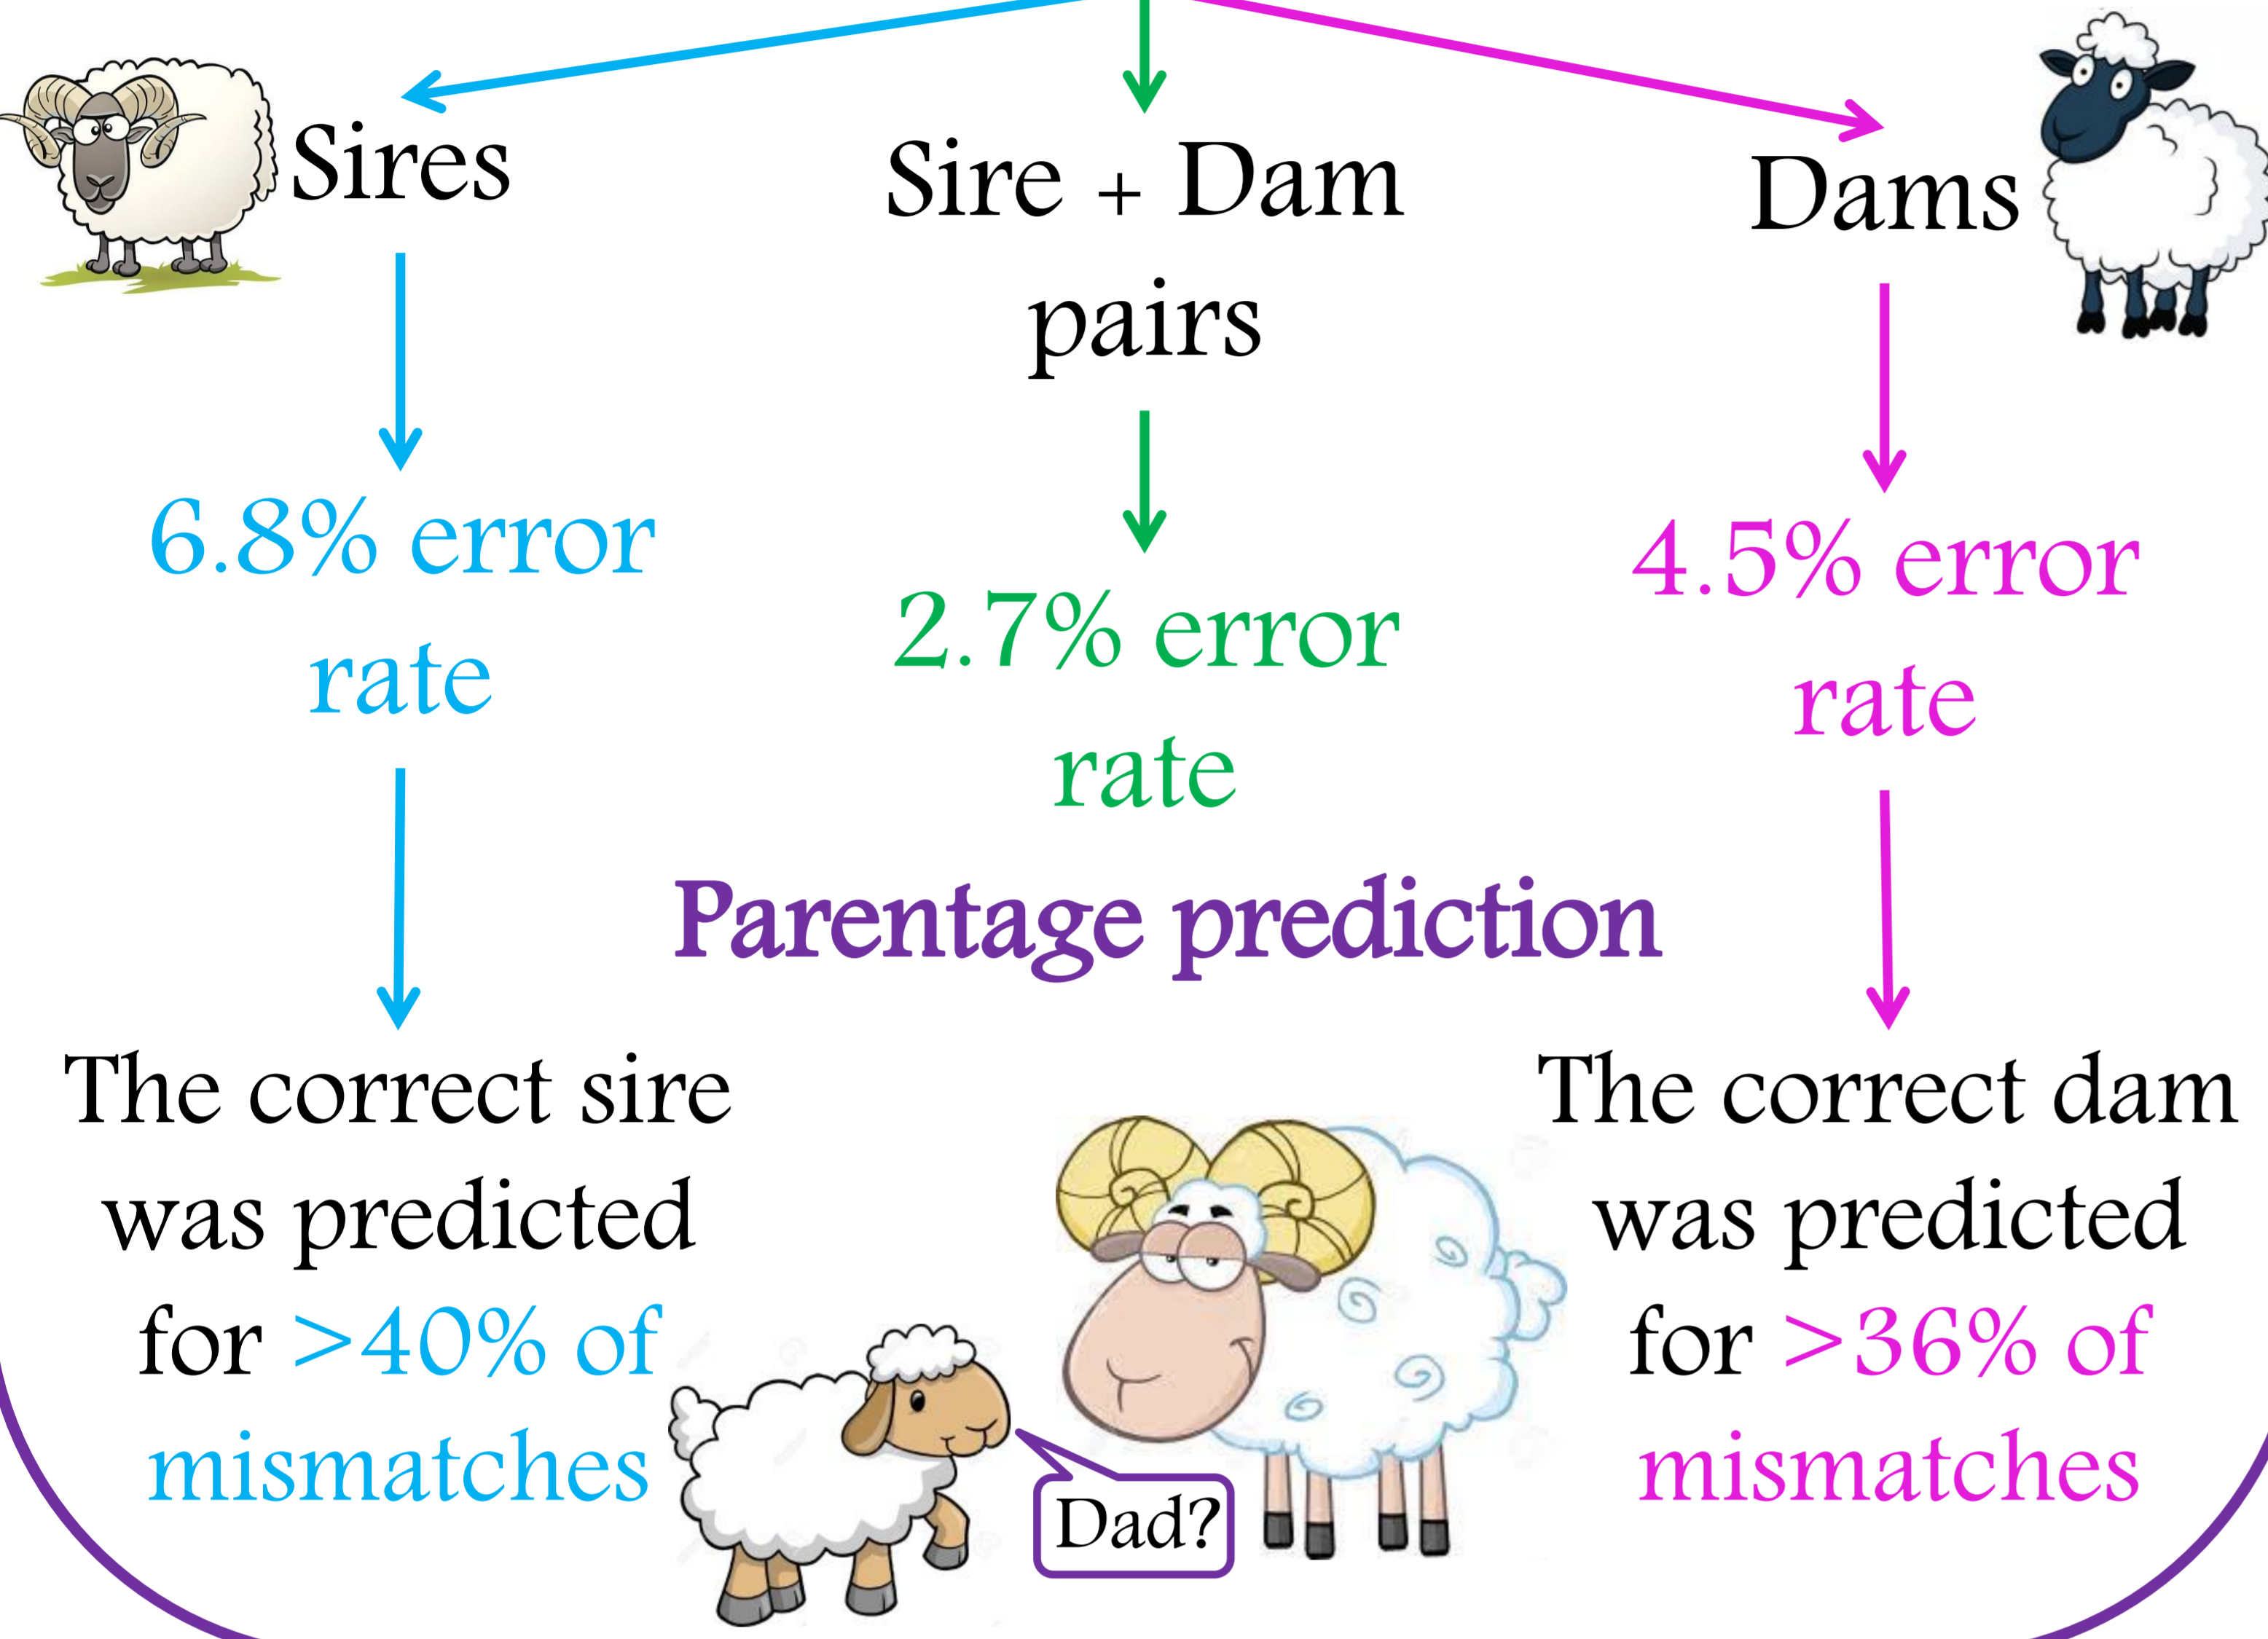 Sires
Sire + Dam
pairs
Dams
6.8% error
rate
2.7% error
rate
4.5% error
rate
Parentage prediction
The correct sire
was predicted
for >40% of
mismatches
The correct dam
was predicted
for >36% of
mismatches
Dad?